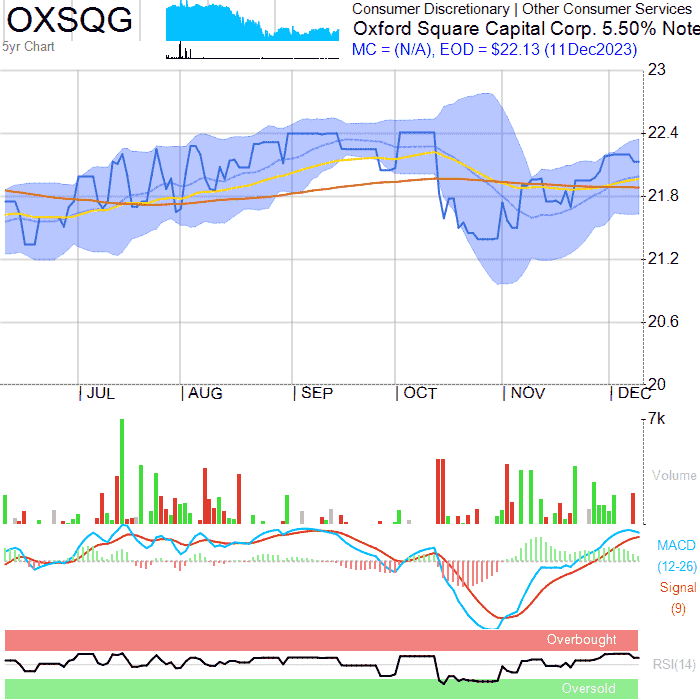 OXSQG
5yr Chart
Consumer Discretionary | Other Consumer Services
Oxford Square Capital Corp. 5.50% Note
MC = (N/A), EOD = $22.13 (11Dec2023)
23
22.4
21.8
21.2
20.6
20
| JUL | AUG | SEP | OCT | NOV | DEC
7k
Volume
MACD
(12-26)
Signal
(9)
Overbought
RSI(14)
Oversold